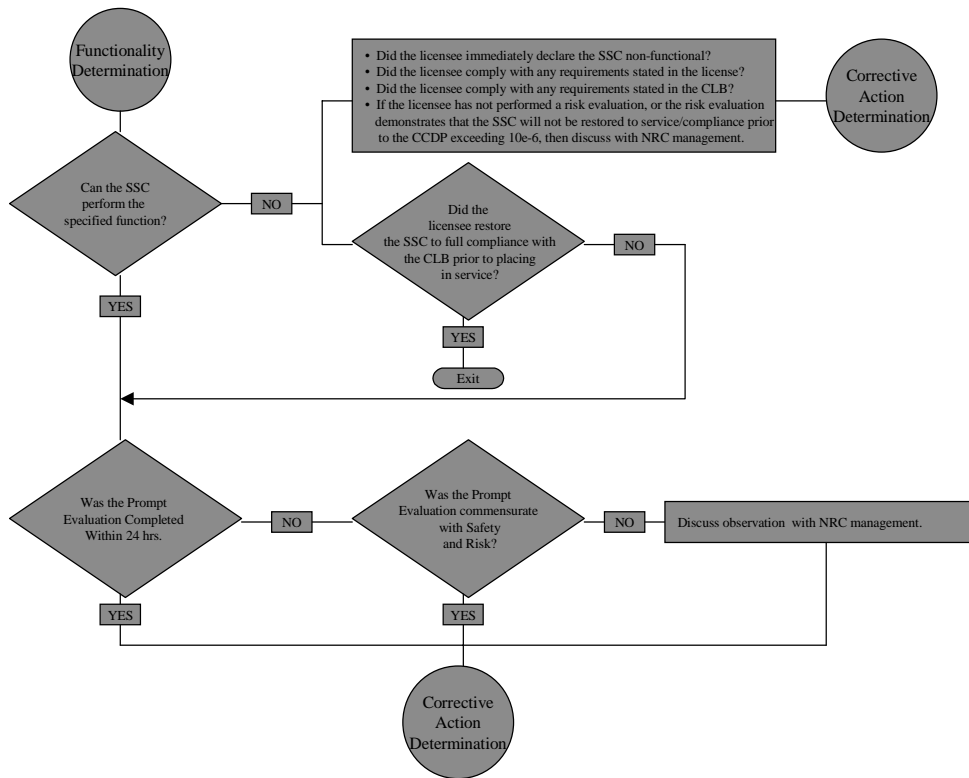 Functionality
Determination
• Did the licensee immediately declare the SSC non-functional?
• Did the licensee comply with any requirements stated in the license?
• Did the licensee comply with any requirements stated in the CLB?
• If the licensee has not performed a risk evaluation, or the risk evaluation
demonstrates that the SSC will not be restored to service/compliance prior
to the CCDP exceeding 10e-6, then discuss with NRC management.
Corrective
Action
Determination
Can the SSC
perform the
specified function?
NO
Did the
licensee restore
the SSC to full compliance with
the CLB prior to placing
in service?
NO
YES
YES
Exit
Was the Prompt
Evaluation Completed
Within 24 hrs.
NO
Was the Prompt
Evaluation commensurate
with Safety
and Risk?
NO
Discuss observation with NRC management.
YES
YES
Corrective
Action
Determination